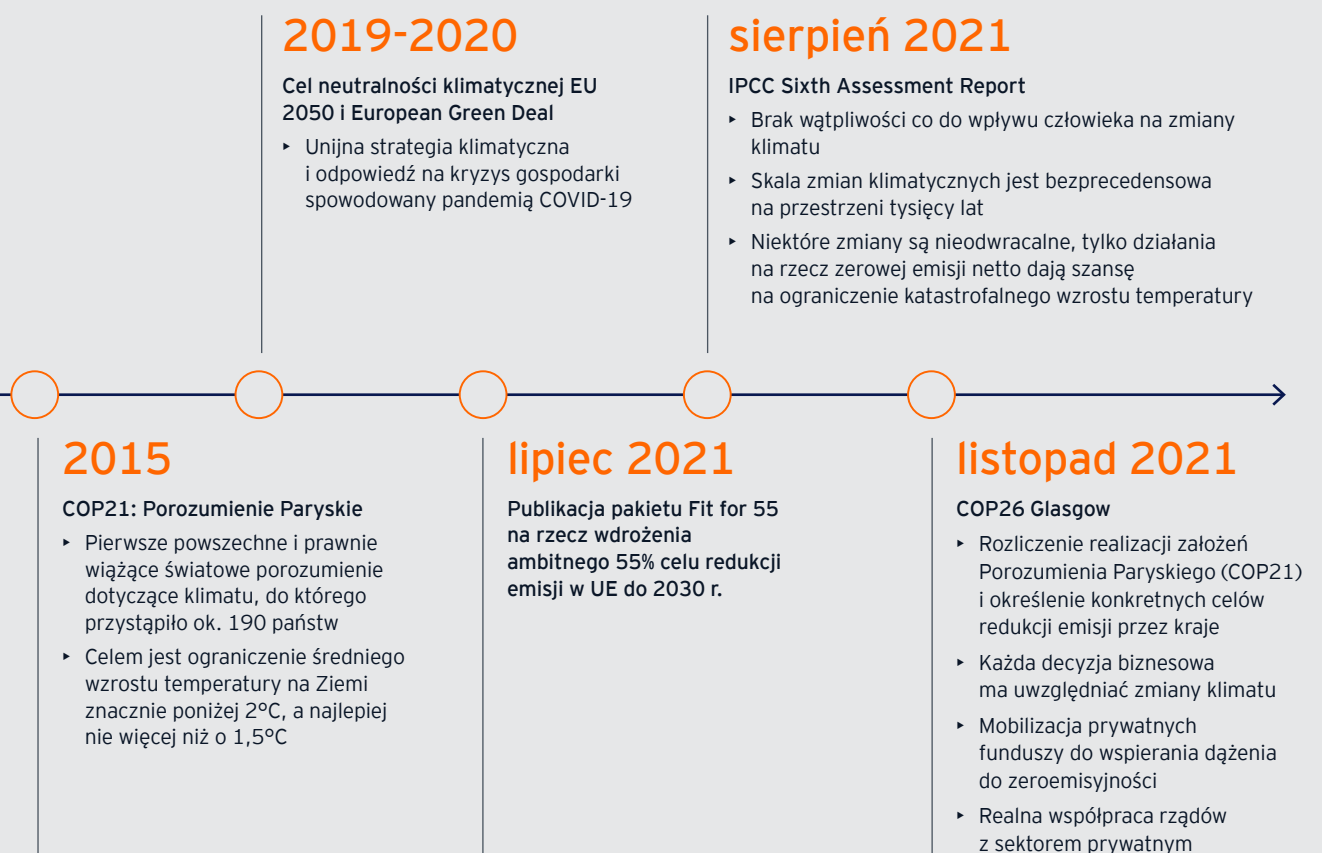 2019-2020
Cel neutralności klimatycznej EU
2050 i European Green Deal
‣ Unijna strategia klimatyczna
i odpowiedź na kryzys gospodarki
spowodowany pandemią COVID-19
sierpień 2021
IPCC Sixth Assessment Report
‣ Brak wątpliwości co do wpływu człowieka na zmiany
klimatu
‣ Skala zmian klimatycznych jest bezprecedensowa
na przestrzeni tysięcy lat
‣ Niektóre zmiany są nieodwracalne, tylko działania
na rzecz zerowej emisji netto dają szansę
na ograniczenie katastrofalnego wzrostu temperatury
2015
COP21: Porozumienie Paryskie
‣ Pierwsze powszechne i prawnie
wiążące światowe porozumienie
dotyczące klimatu, do którego
przystąpiło ok. 190 państw
‣ Celem jest ograniczenie średniego
wzrostu temperatury na Ziemi
znacznie poniżej 2°C, a najlepiej
nie więcej niż o 1,5°C
lipiec 2021
Publikacja pakietu Fit for 55
na rzecz wdrożenia
ambitnego 55% celu redukcji
emisji w UE do 2030 r.
listopad 2021
COP26 Glasgow
‣ Rozliczenie realizacji założeń
Porozumienia Paryskiego (COP21)
i określenie konkretnych celów
redukcji emisji przez kraje
‣ Każda decyzja biznesowa
ma uwzględniać zmiany klimatu
‣ Mobilizacja prywatnych
funduszy do wspierania dążenia
do zeroemisyjności
‣ Realna współpraca rządów
z sektorem prywatnym